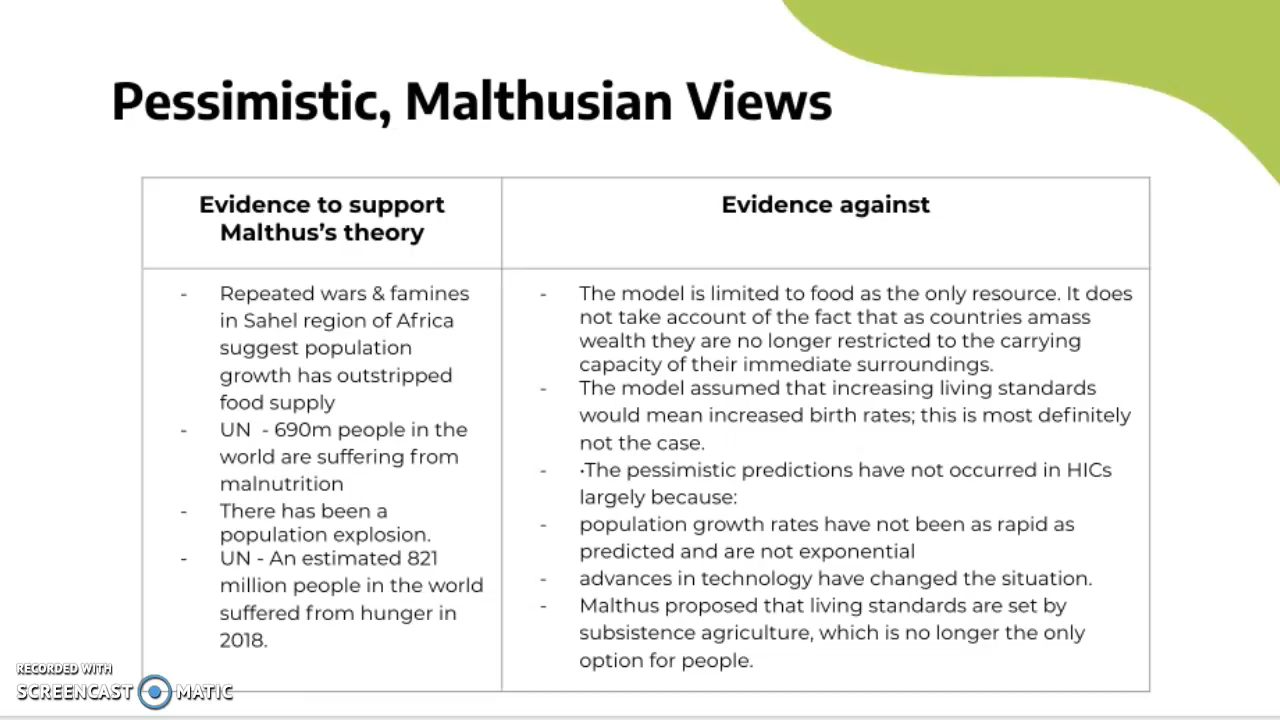 Pessimistic, Malthusian Views
Evidence to support
Malthus's theory
Evidence against
- Repeated wars & famines
in Sahel region of Africa
suggest population
growth has outstripped
food supply
- UN - 690m people in the
world are suffering from
malnutrition
- There has been a
population explosion.
- UN - An estimated 821
million people in the world
suffered from hunger in
2018.
- The model is limited to food as the only resource. It does
not take account of the fact that as countries amass
wealth they are no longer restricted to the carrying
capacity of their immediate surroundings.
- The model assumed that increasing living standards
would mean increased birth rates; this is most definitely
not the case.
- •The pessimistic predictions have not occurred in HICs
largely because:
- population growth rates have not been as rapid as
predicted and are not exponential
- advances in technology have changed the situation.
- Malthus proposed that living standards are set by
subsistence agriculture, which is no longer the only
option for people.
RECORDED WITH
SCREENCAST MATIC